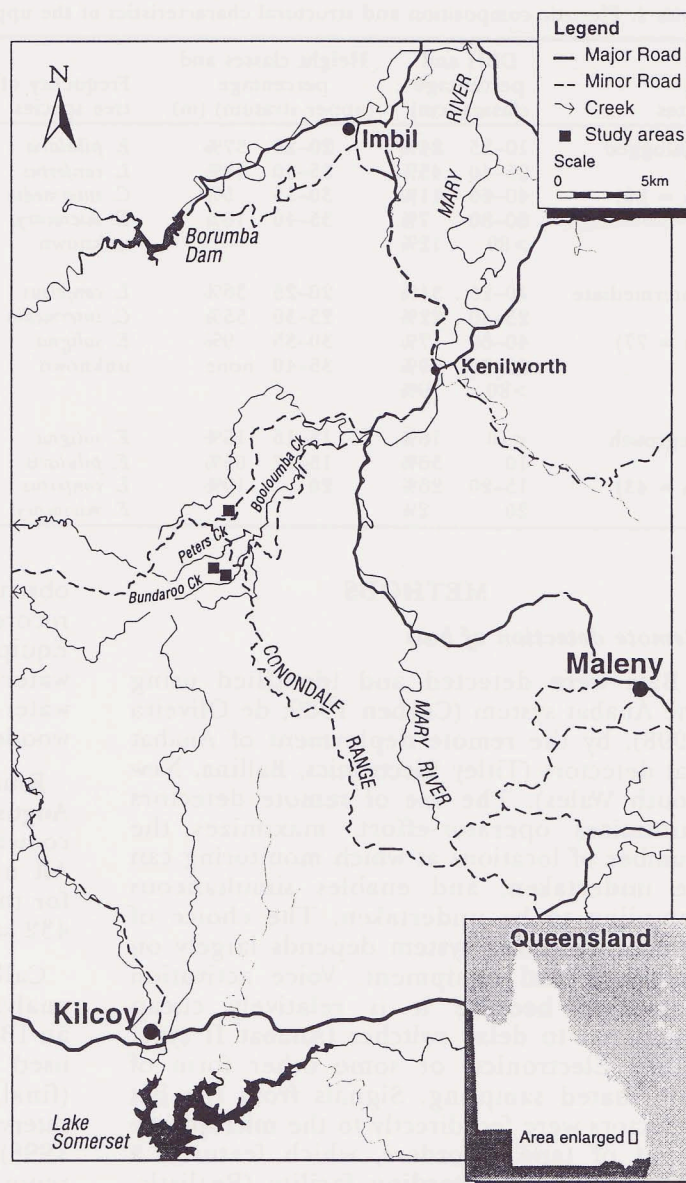 Legend
Major Road
Minor Road
Creek
Study areas
Scale
0 5km
N
Imbil
MARY RIVER
Borumba
Dam
Kenilworth
Booloumba Ck
Peters Ck
Bundaroo Ck
CONONDALE RANGE
Maleny
MARY RIVER
Kilcoy
Lake
Somerset
Queensland
Area enlarged